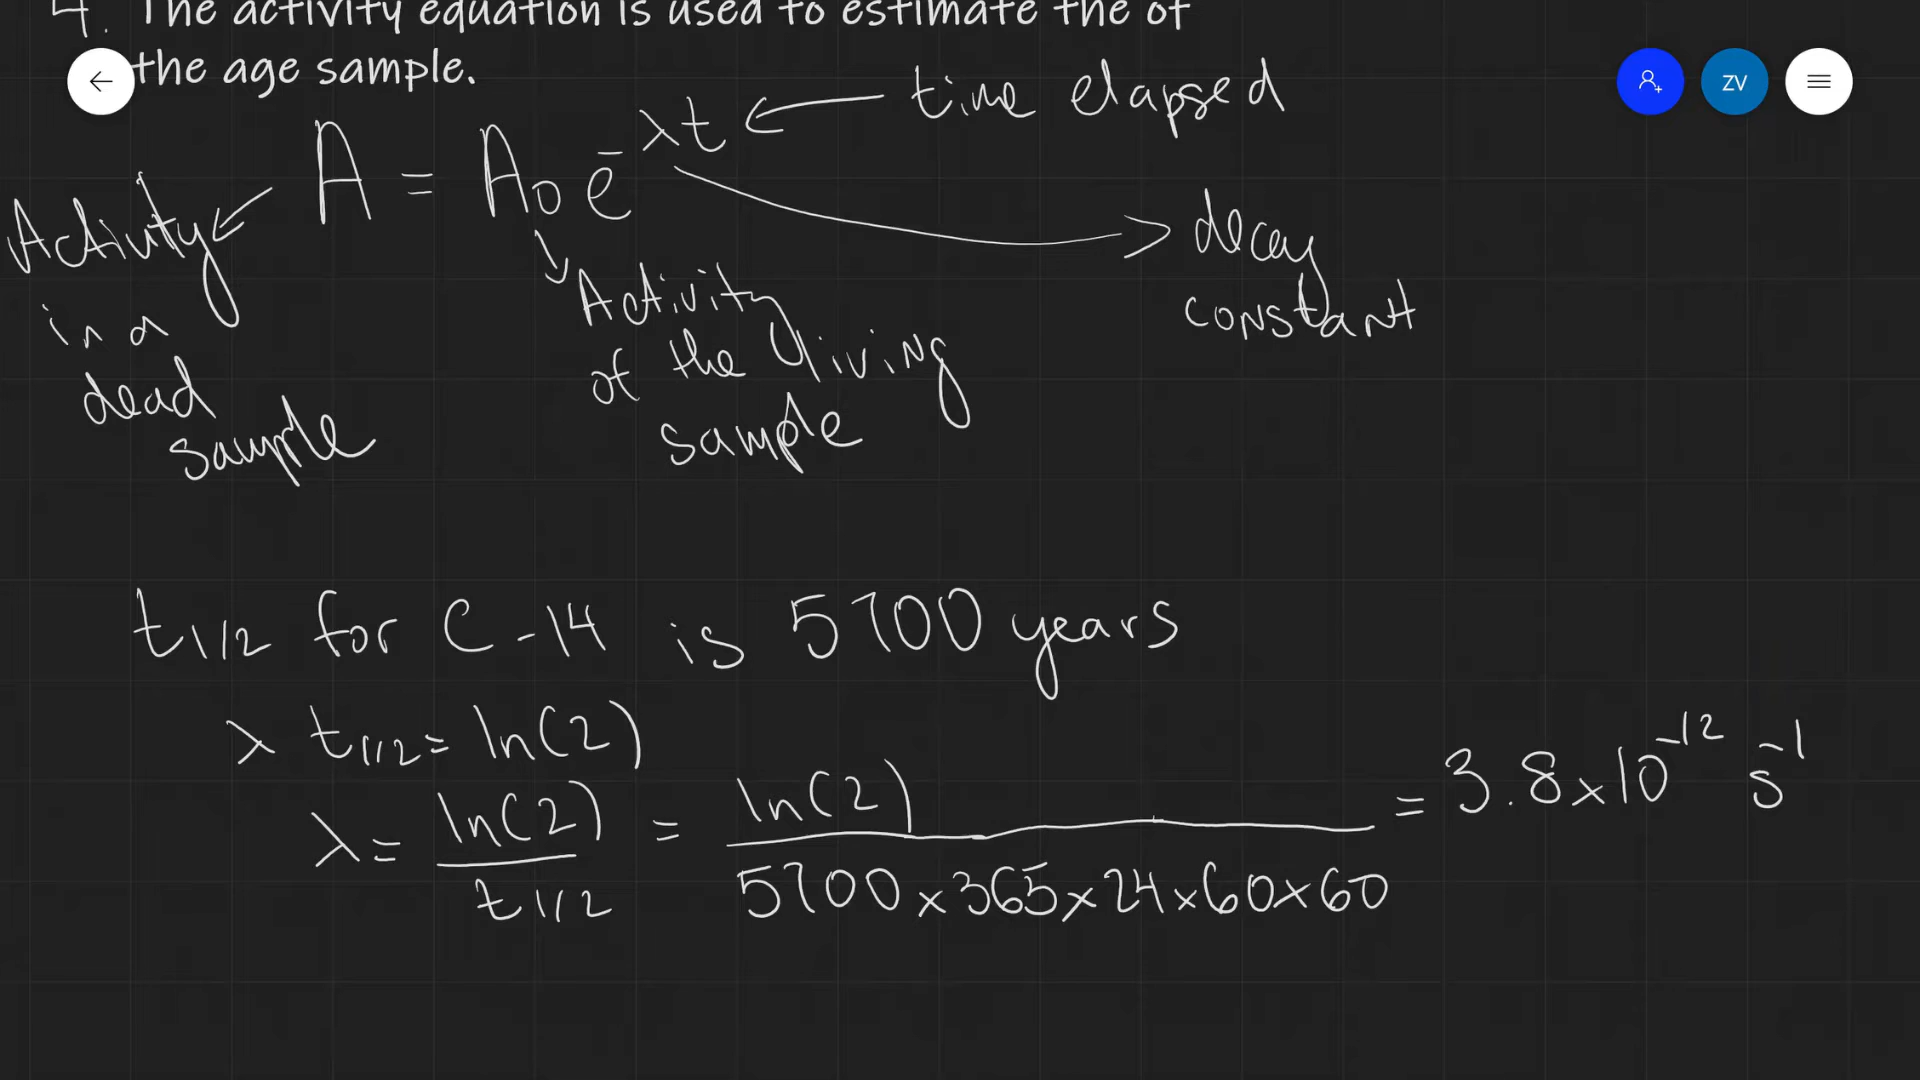 4. The activity equation is used to estimate the of
the age sample.
ZV
A = A₀ e^-λt ← time elapsed
Activity
in a
dead
sample
Activity
of the living
sample
decay
constant
t1/2 for C-14 is 5700 years
λ t1/2 = ln(2)
λ = ln(2) / t1/2 = ln(2) / 5700 x 365 x 24 x 60 x 60 = 3.8 x 10^-12 s^-1